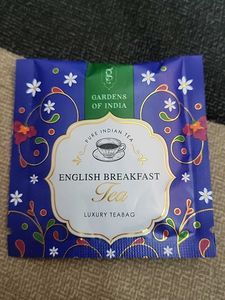 GARDENS
OF INDIA
PURE INDIAN TEA
ENGLISH BREAKFAST
Tea
LUXURY TEABAG